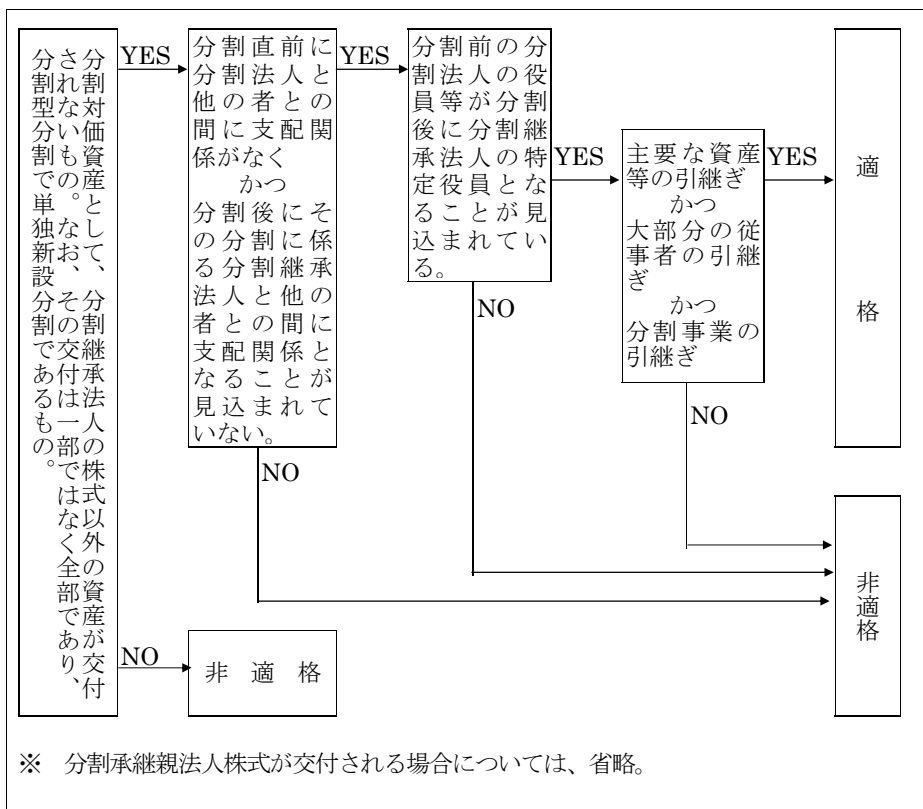 分割対価資産として、分割継承法人の株式以外の資産が交付
されないもの。なお、その交付は一部ではなく全部であり、
分割型分割で単独新設分割であるもの。
YES
分割直前に
分割法人と
他の者との
間に支配関
係がなく
かつ
分割後にそ
の分割に係
る分割継承
法人と他の
者との間に
支配関係と
なることが
見込まれて
いない。
YES
分割前の分
割法人の役
員等が分割
後に分割継
承法人の特
定役員とな
ることが見
込まれてい
る。
YES
主要な資産
等の引継ぎ
かつ
大部分の従
事者の引継
ぎ
かつ
分割事業の
引継ぎ
YES
適格
NO
NO
NO
非適格
NO
非適格
※ 分割承継親法人株式が交付される場合については、省略。